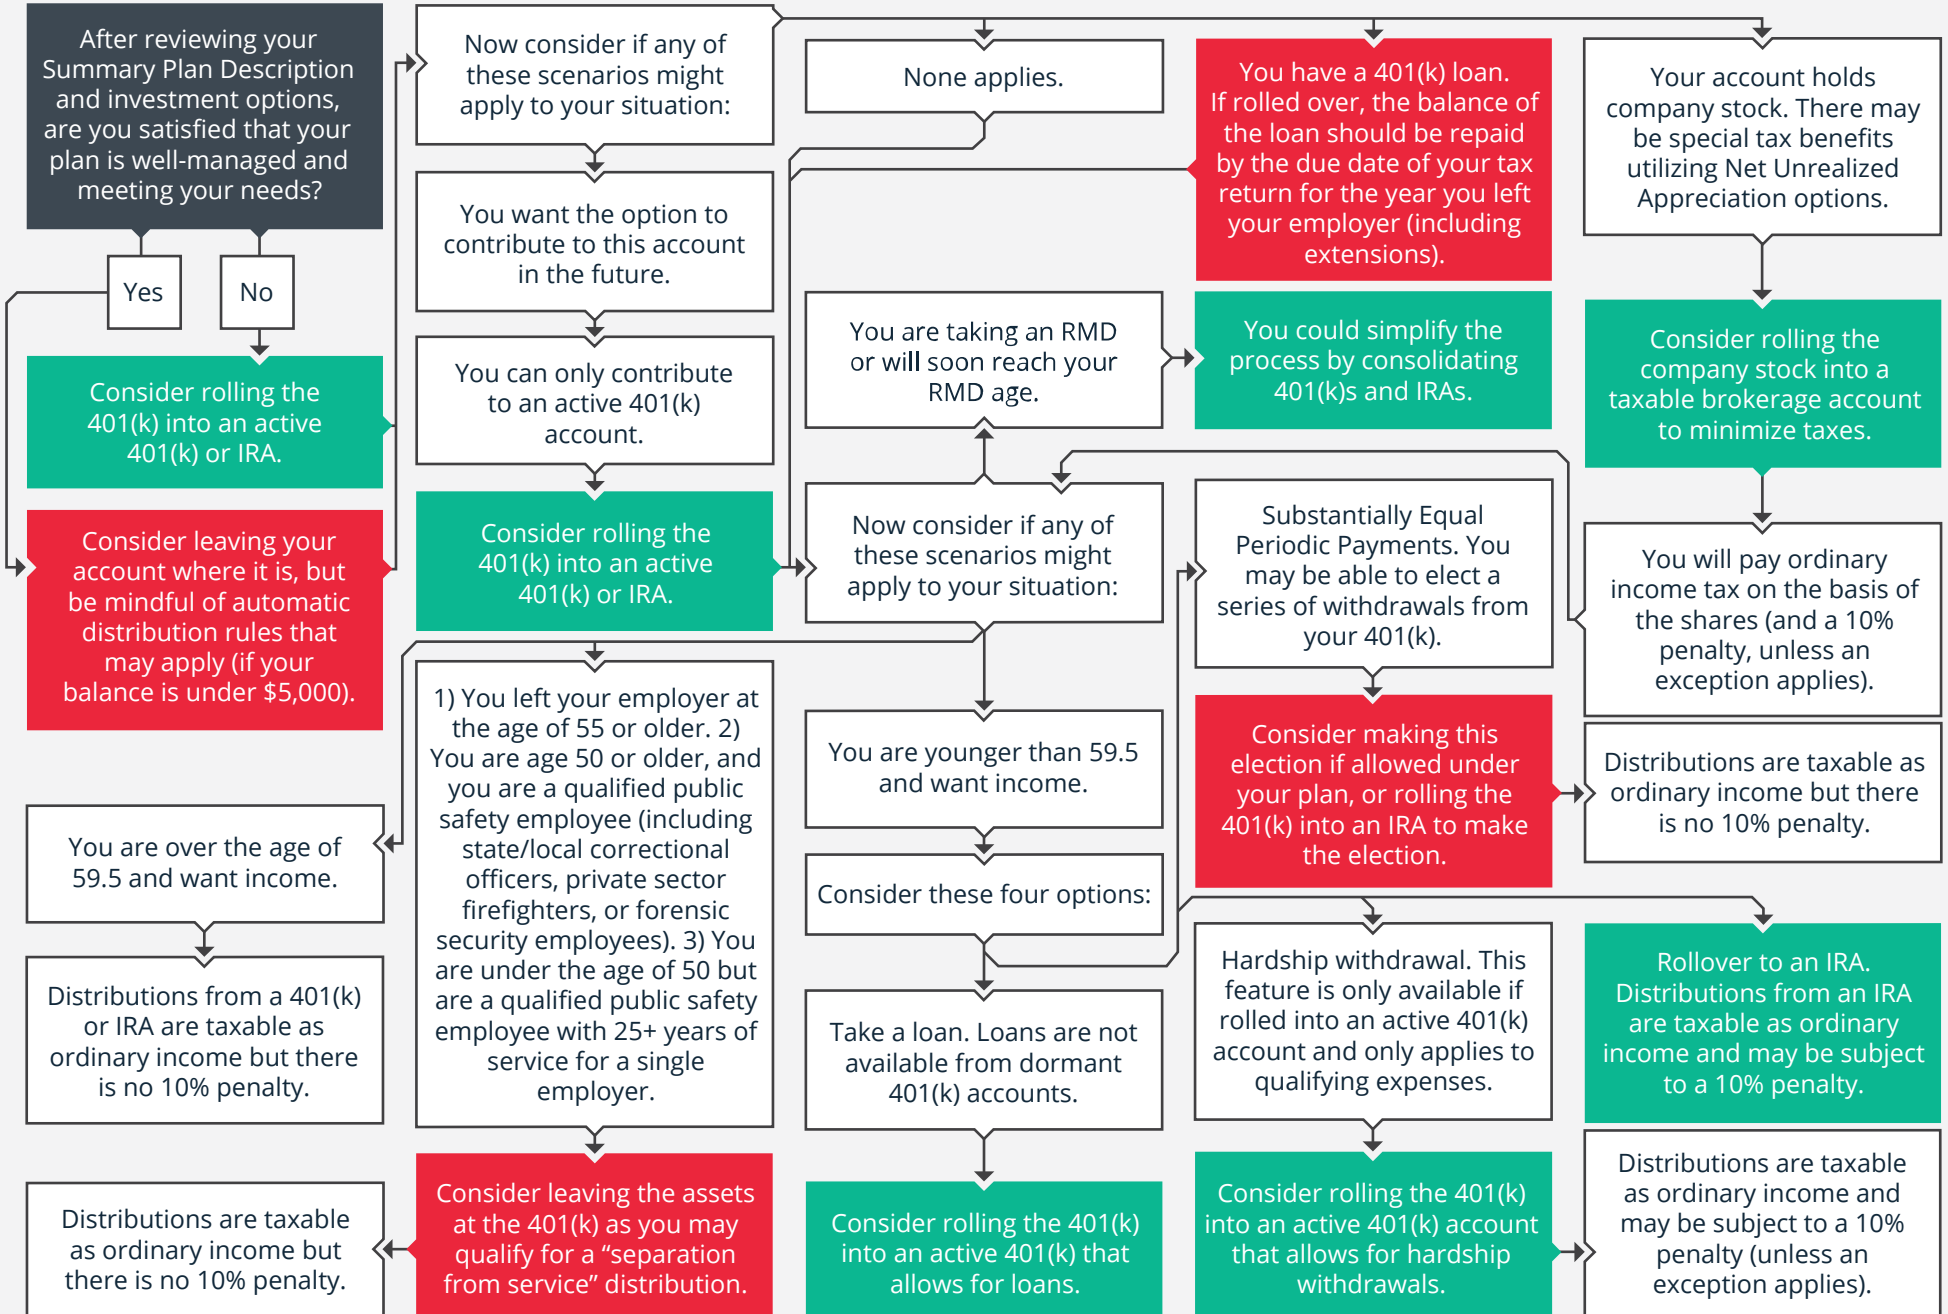 After reviewing your
Summary Plan Description
and investment options,
are you satisfied that your
plan is well-managed and
meeting your needs?
Yes
No
Consider rolling the
401(k) into an active
401(k) or IRA.
Consider leaving your
account where it is, but
be mindful of automatic
distribution rules that
may apply (if your
balance is under $5,000).
Now consider if any of
these scenarios might
apply to your situation:
You want the option to
contribute to this account
in the future.
You can only contribute
to an active 401(k)
account.
Consider rolling the
401(k) into an active
401(k) or IRA.
None applies.
You have a 401(k) loan.
If rolled over, the balance of
the loan should be repaid
by the due date of your tax
return for the year you left
your employer (including
extensions).
Your account holds
company stock. There may
be special tax benefits
utilizing Net Unrealized
Appreciation options.
Consider rolling the
company stock into a
taxable brokerage account
to minimize taxes.
You will pay ordinary
income tax on the basis of
the shares (and a 10%
penalty, unless an
exception applies).
Now consider if any of
these scenarios might
apply to your situation:
You are taking an RMD
or will soon reach your
RMD age.
You could simplify the
process by consolidating
401(k)s and IRAs.
You are over the age of
59.5 and want income.
Distributions from a 401(k)
or IRA are taxable as
ordinary income but there
is no 10% penalty.
1) You left your employer at
the age of 55 or older. 2)
You are age 50 or older, and
you are a qualified public
safety employee (including
state/local correctional
officers, private sector
firefighters, or forensic
security employees). 3) You
are under the age of 50 but
are a qualified public safety
employee with 25+ years of
service for a single
employer.
Consider leaving the assets
at the 401(k) as you may
qualify for a “separation
from service” distribution.
Distributions are taxable
as ordinary income but
there is no 10% penalty.
You are younger than 59.5
and want income.
Consider these four options:
Take a loan. Loans are not
available from dormant
401(k) accounts.
Consider rolling the 401(k)
into an active 401(k) that
allows for loans.
Substantially Equal
Periodic Payments. You
may be able to elect a
series of withdrawals from
your 401(k).
Consider making this
election if allowed under
your plan, or rolling the
401(k) into an IRA to make
the election.
Distributions are taxable as
ordinary income but there
is no 10% penalty.
Hardship withdrawal. This
feature is only available if
rolled into an active 401(k)
account and only applies to
qualifying expenses.
Consider rolling the 401(k)
into an active 401(k) account
that allows for hardship
withdrawals.
Distributions are taxable
as ordinary income and
may be subject to a 10%
penalty (unless an
exception applies).
Rollover to an IRA.
Distributions from an IRA
are taxable as ordinary
income and may be subject
to a 10% penalty.